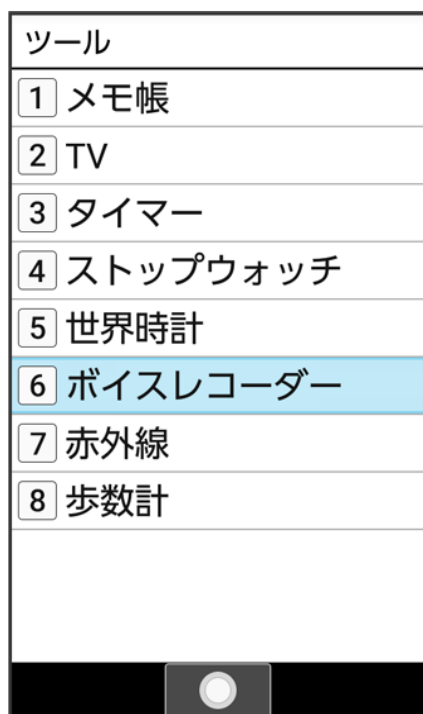 ツール
1 メモ帳
2 TV
3 タイマー
4 ストップウォッチ
5 世界時計
6 ボイスレコーダー
7 赤外線
8 歩数計